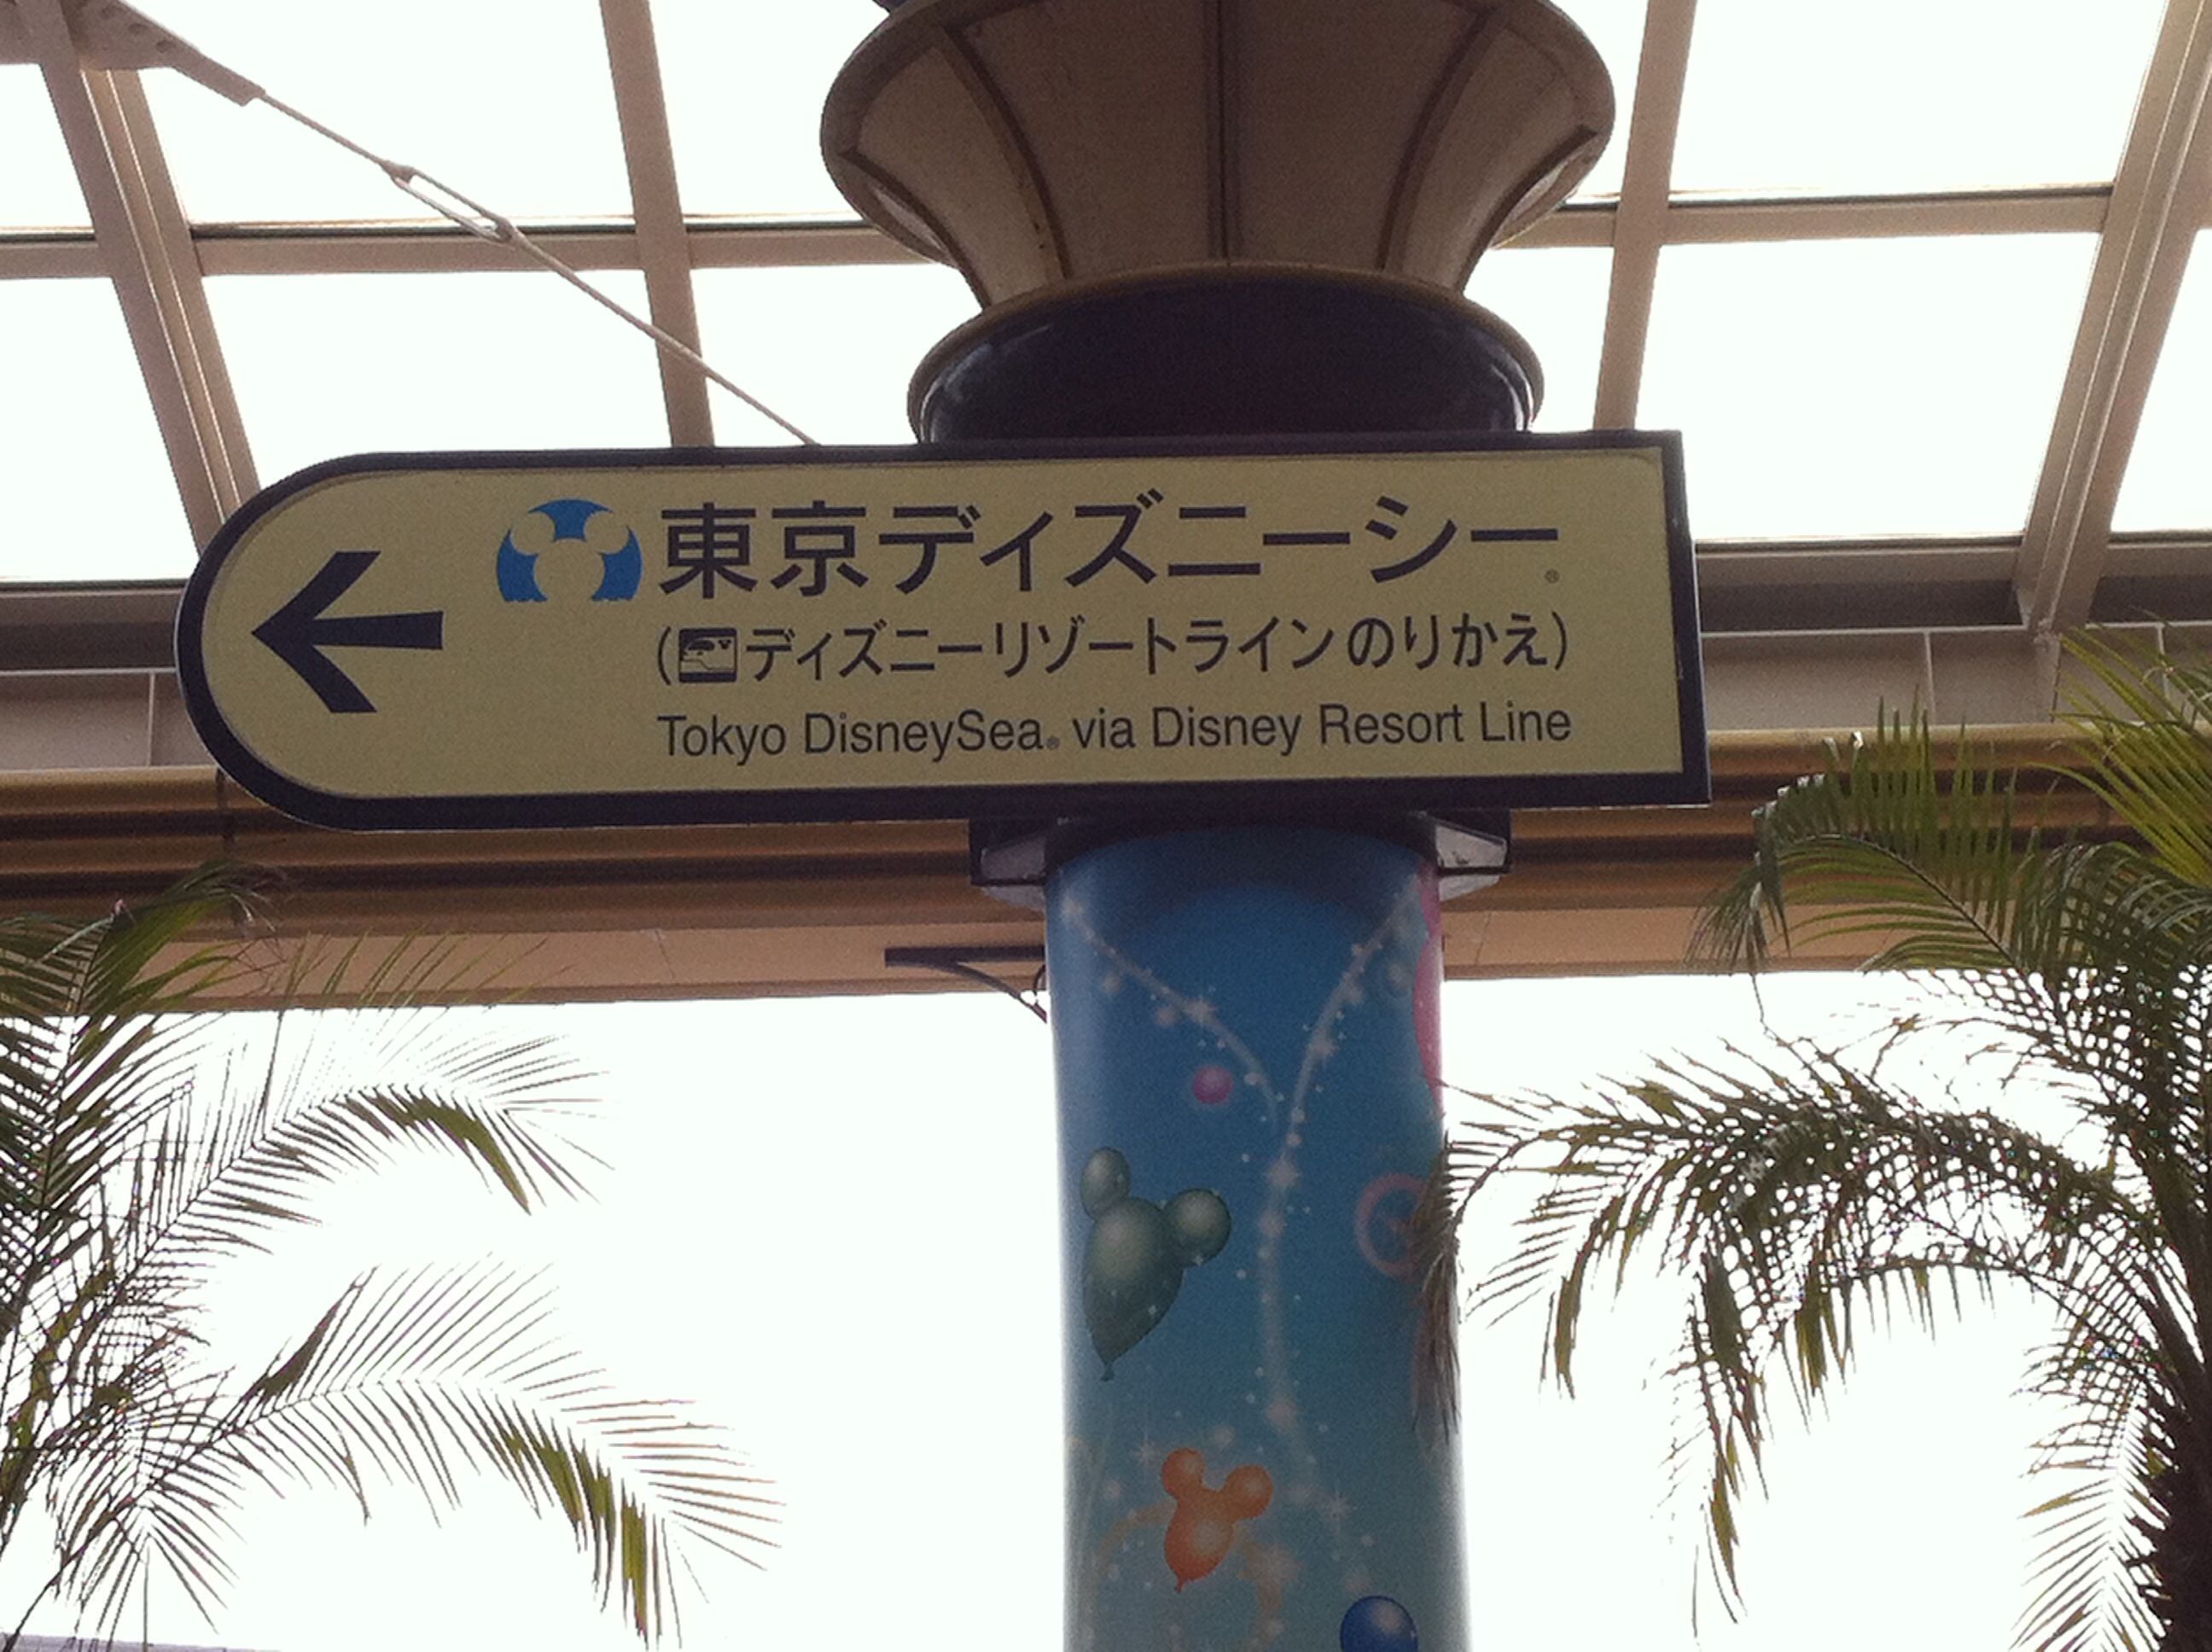 東京ディズニーシー®
(ディズニーリゾートラインのりかえ)
Tokyo DisneySea® via Disney Resort Line